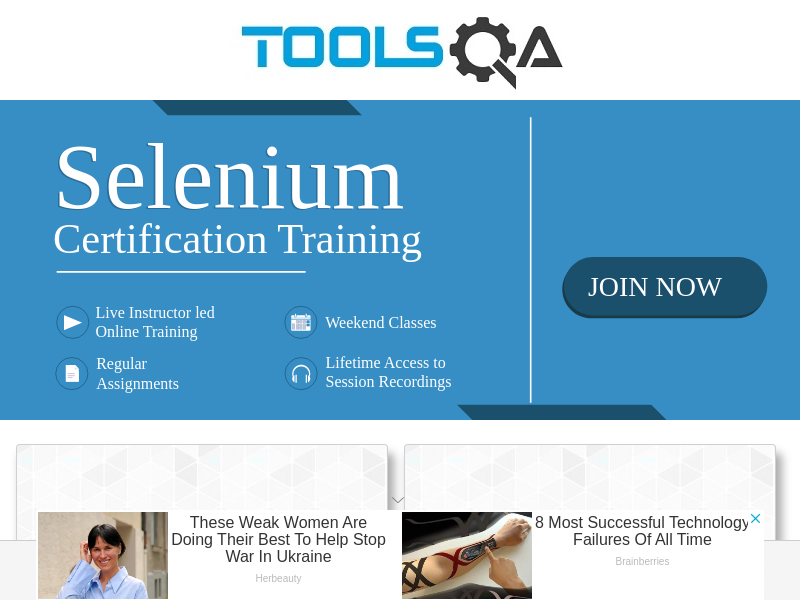 TOOLSQA
Selenium
Certification Training
JOIN NOW
Live Instructor led
Online Training
Weekend Classes
Regular
Assignments
Lifetime Access to
Session Recordings
These Weak Women Are
Doing Their Best To Help Stop
War In Ukraine
Herbeauty
8 Most Successful Technology
Failures Of All Time
Brainberries